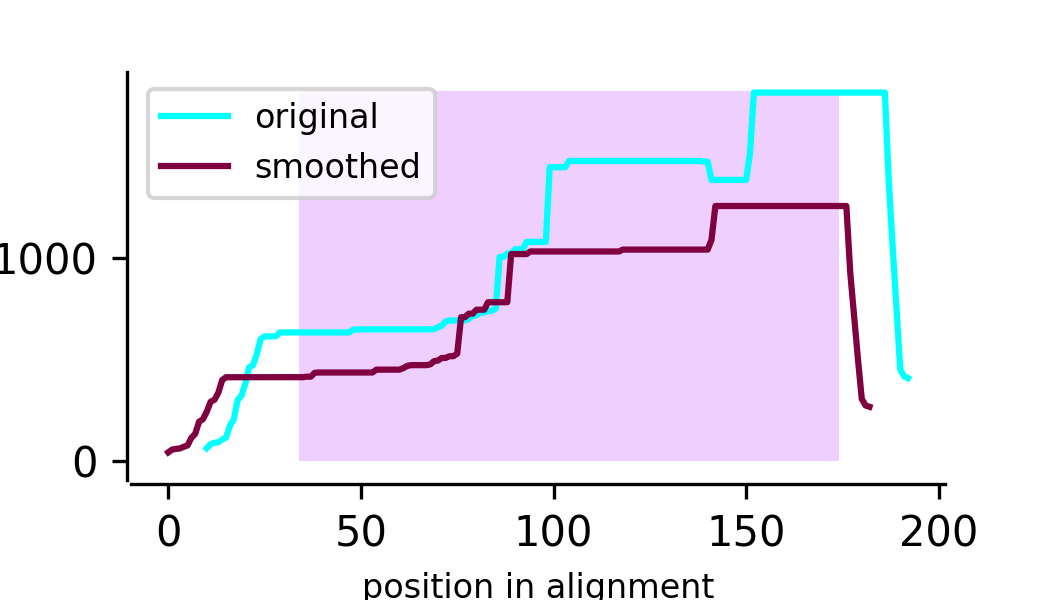 original
smoothed
1000
0
0 50 100 150 200
position in alignment